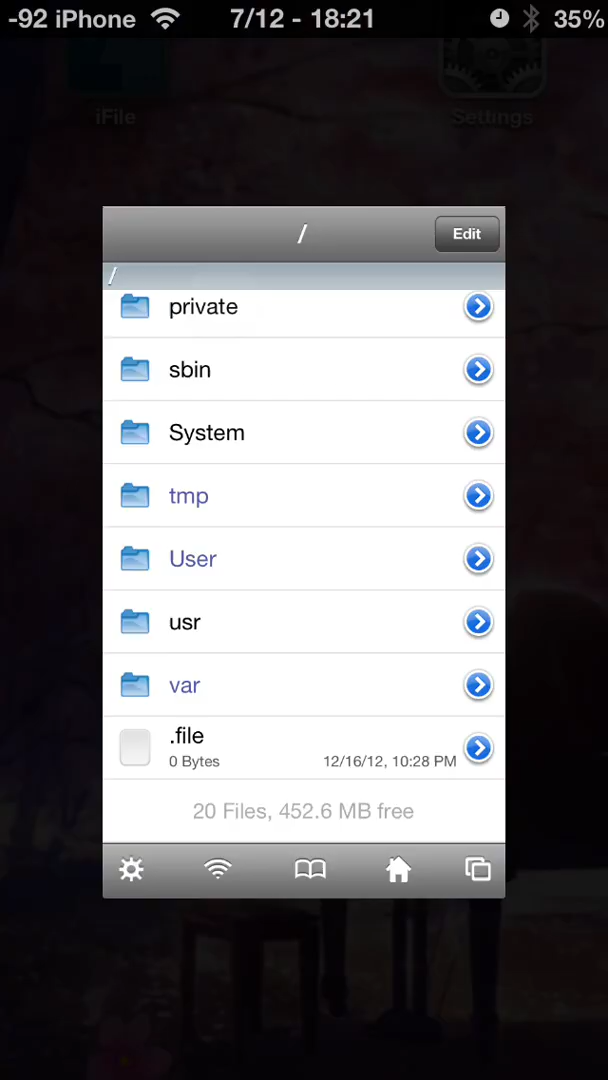 -92 iPhone 7/12 - 18:21 35%
iFile Settings
/ Edit
/
private
sbin
System
tmp
User
usr
var
.file
0 Bytes 12/16/12, 10:28 PM
20 Files, 452.6 MB free